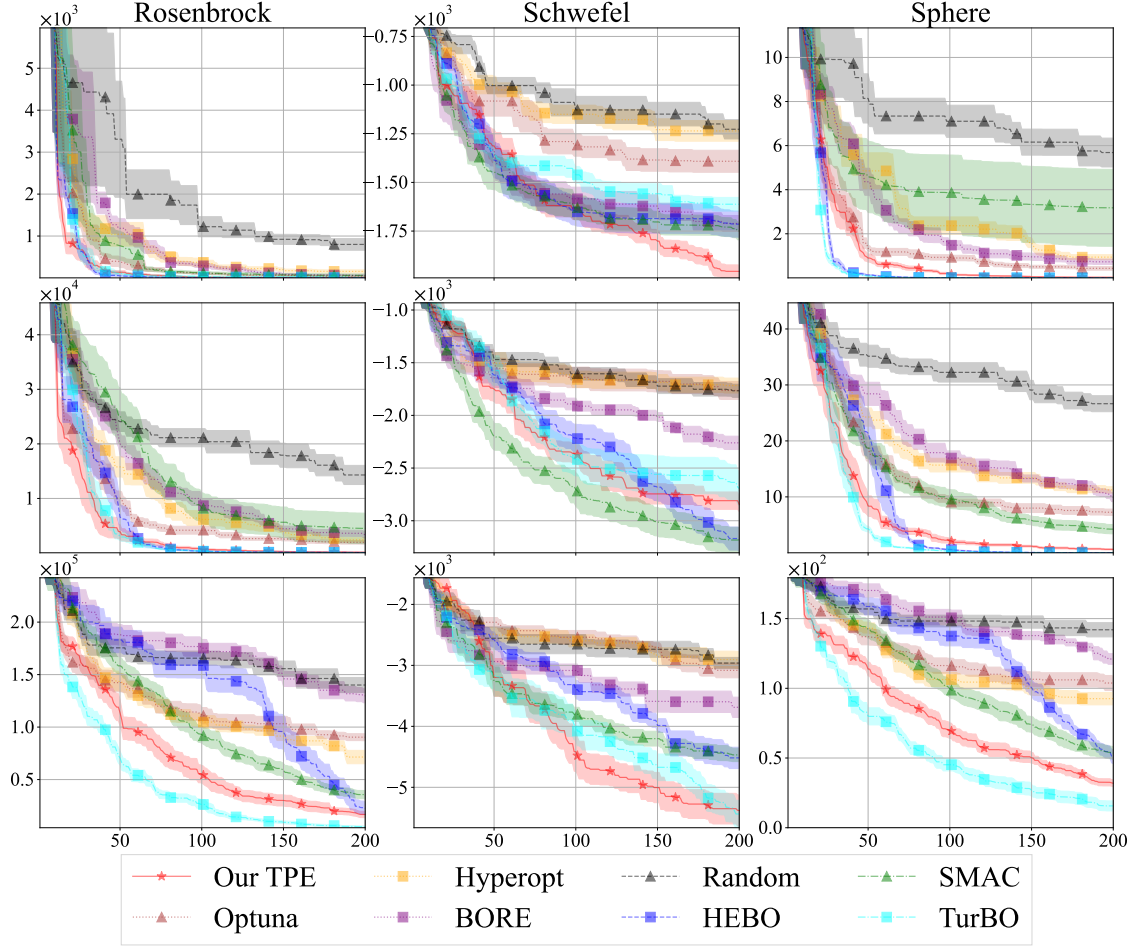 Rosenbrock Schwefel Sphere
×10³ ×10³
5 4 3 2 1
−0.75 −1.00 −1.25 −1.50 −1.75
10 8 6 4 2
×10⁴ ×10³
4 3 2 1
−1.0 −1.5 −2.0 −2.5 −3.0
40 30 20 10
×10⁵ ×10³ ×10²
2.0 1.5 1.0 0.5
−2 −3 −4 −5
1.5 1.0 0.5 0.0
50 100 150 200 50 100 150 200 50 100 150 200
Our TPE Hyperopt Random SMAC
Optuna BORE HEBO TurBO